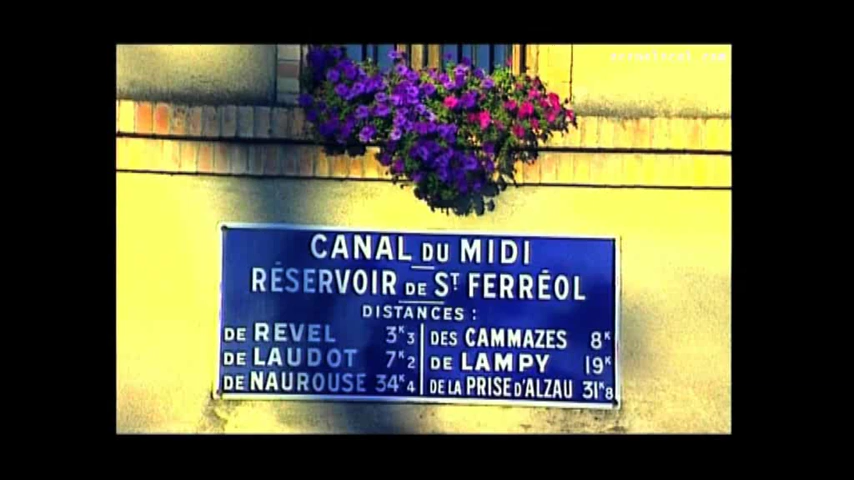 CANAL DU MIDI
RÉSERVOIR DE ST FERRÉOL
DISTANCES :
DE REVEL 3K3
DE LAUDOT 7K2
DE NAUROUSE 34K4
DES CAMMAZES 8K
DE LAMPY 19K
DE LA PRISE D'ALZAU 31K8